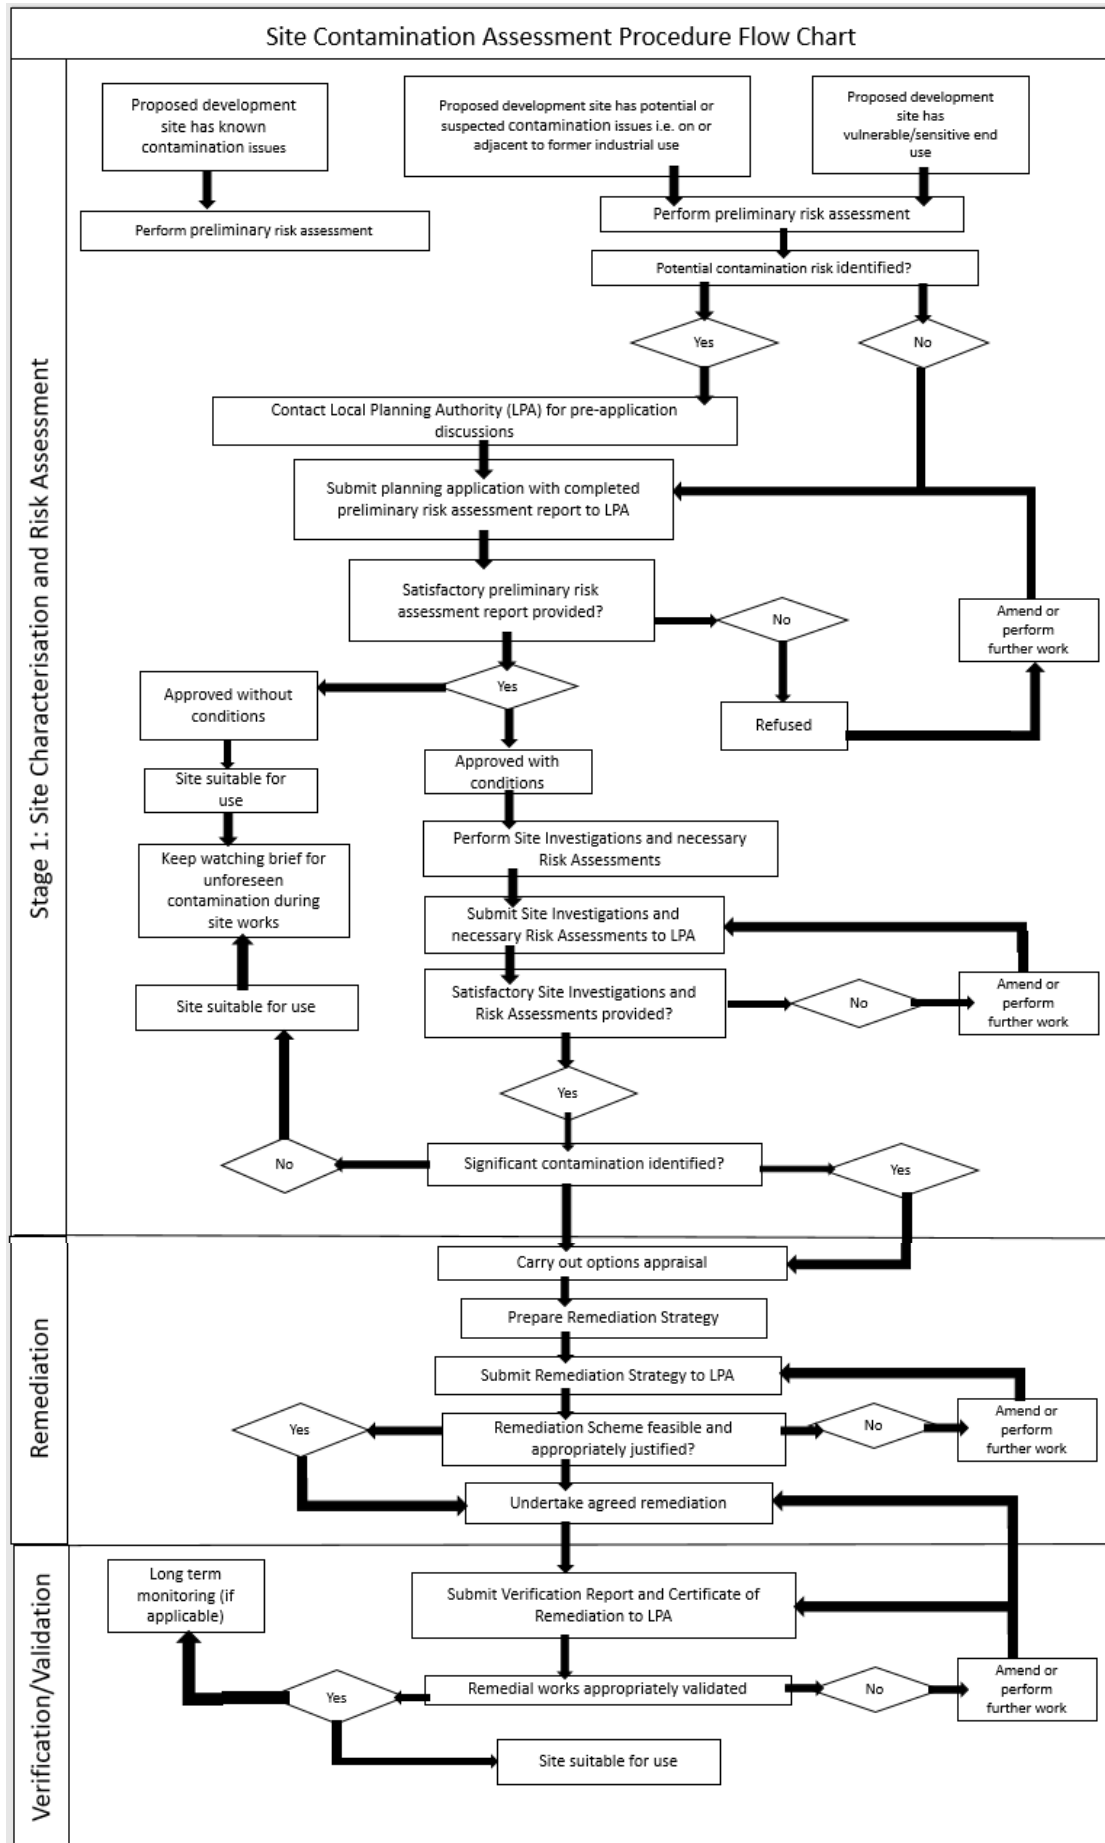 Site Contamination Assessment Procedure Flow Chart
Stage 1: Site Characterisation and Risk Assessment
Proposed development
site has known
contamination issues
Proposed development site has potential or
suspected contamination issues i.e. on or
adjacent to former industrial use
Proposed development
site has
vulnerable/sensitive end
use
Perform preliminary risk assessment
Perform preliminary risk assessment
Potential contamination risk identified?
Yes
No
Contact Local Planning Authority (LPA) for pre-application
discussions
Submit planning application with completed
preliminary risk assessment report to LPA
Satisfactory preliminary risk
assessment report provided?
No
Amend or
perform
further work
Yes
Approved without
conditions
Refused
Approved with
conditions
Site suitable for
use
Perform Site Investigations and necessary
Risk Assessments
Keep watching brief for
unforeseen
contamination during
site works
Submit Site Investigations and
necessary Risk Assessments to LPA
Site suitable for use
Satisfactory Site Investigations and
Risk Assessments provided?
No
Amend or
perform
further work
Yes
No
Significant contamination identified?
Yes
Remediation
Carry out options appraisal
Prepare Remediation Strategy
Submit Remediation Strategy to LPA
Yes
Remediation Scheme feasible and
appropriately justified?
No
Amend or
perform
further work
Undertake agreed remediation
Verification/Validation
Long term
monitoring (if
applicable)
Submit Verification Report and Certificate of
Remediation to LPA
Yes
Remedial works appropriately validated
No
Amend or
perform
further work
Site suitable for use